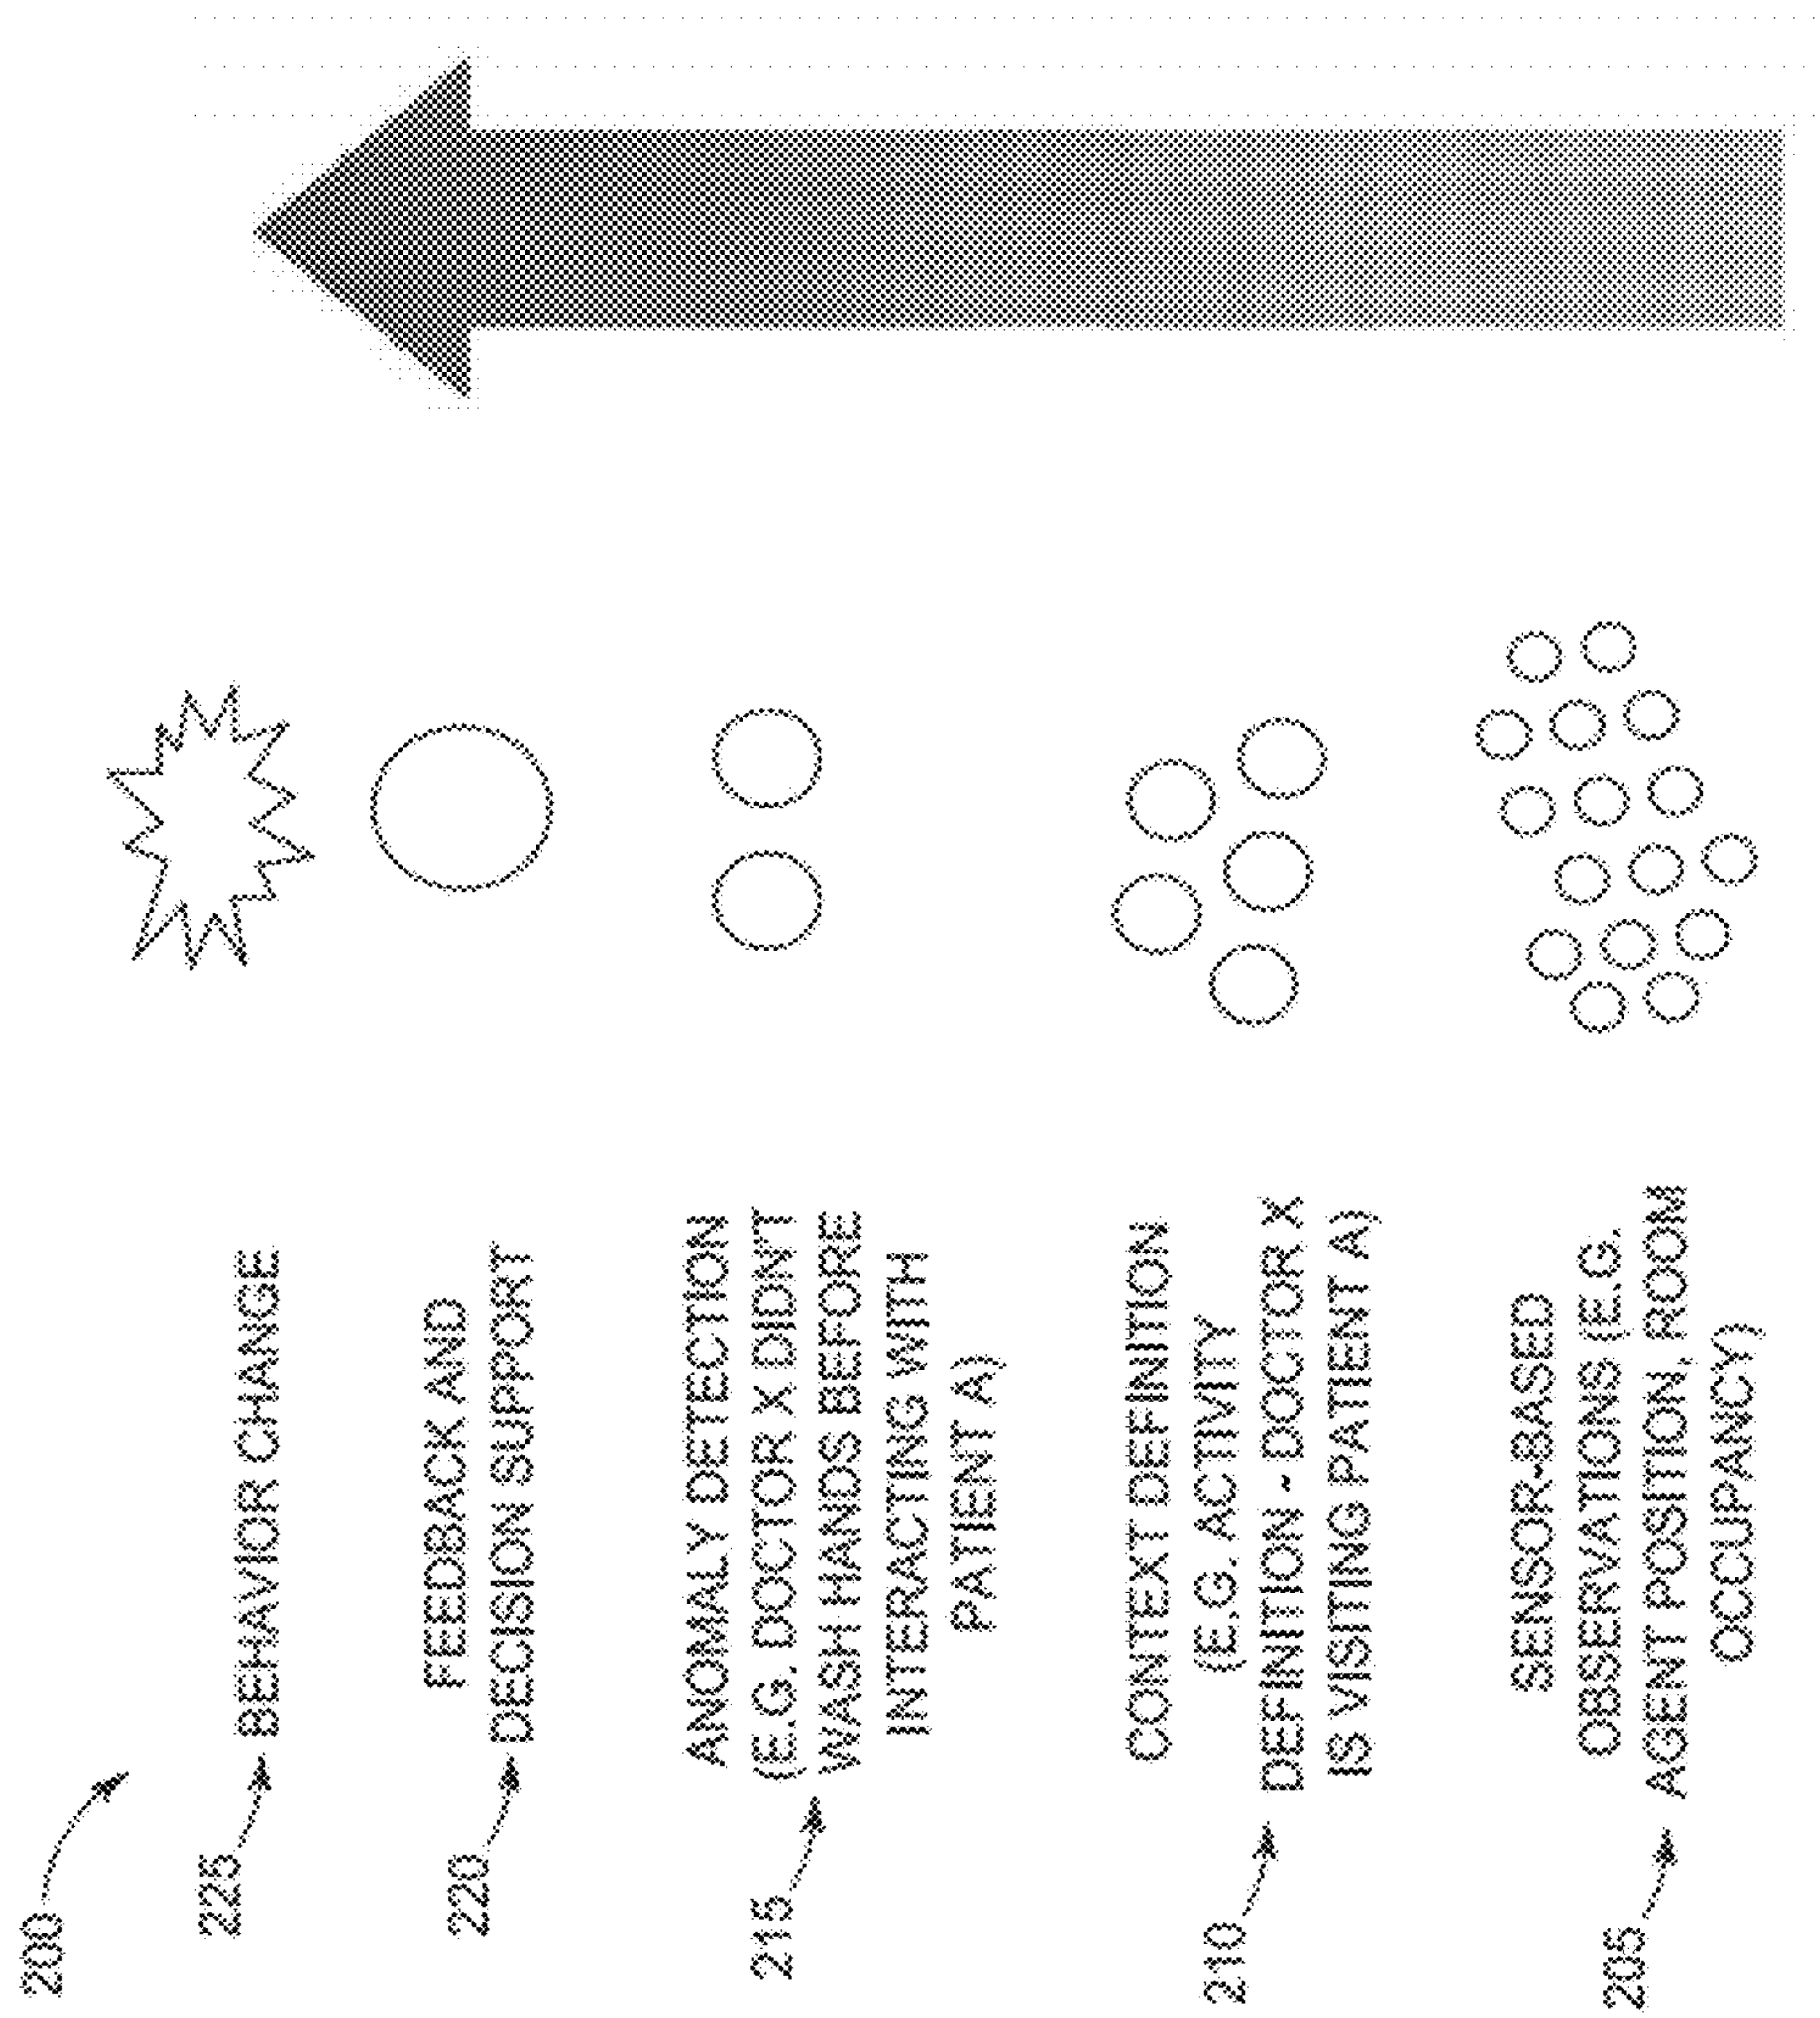 200
225
BEHAVIOR CHANGE
220
FEEDBACK AND
DECISION SUPPORT
215
ANOMALY DETECTION
(E.G. DOCTOR X DIDNT
WASH HANDS BEFORE
INTERACTING WITH
PATIENT A)
210
CONTEXT DEFINITION
(E.G. ACTIVITY
DEFINITION - DOCTOR X
IS VISITING PATIENT A)
205
SENSOR-BASED
OBSERVATIONS (E.G.
AGENT POSITION, ROOM
OCCUPANCY)